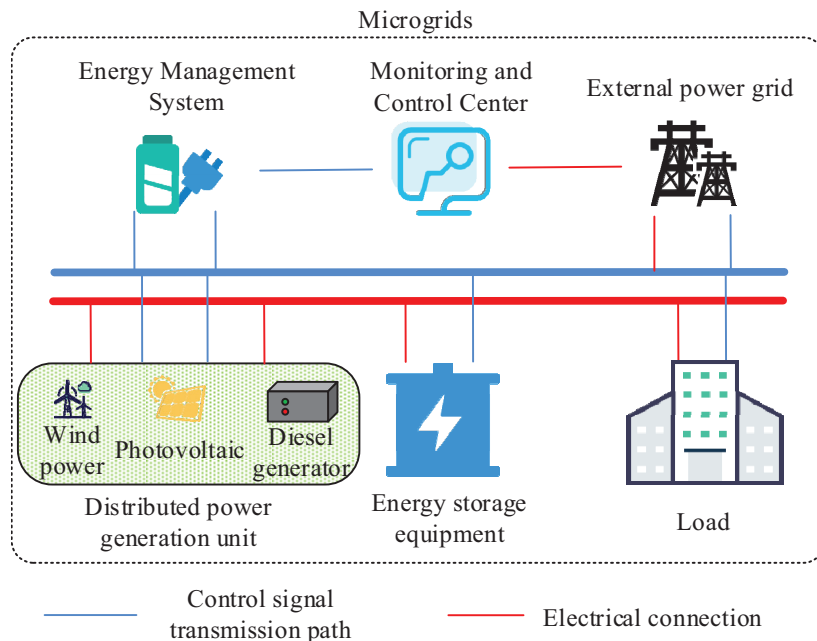 Microgrids
Energy Management
System
Monitoring and
Control Center
External power grid
Wind
power
Photovoltaic
Diesel
generator
Distributed power
generation unit
Energy storage
equipment
Load
Control signal
transmission path
Electrical connection